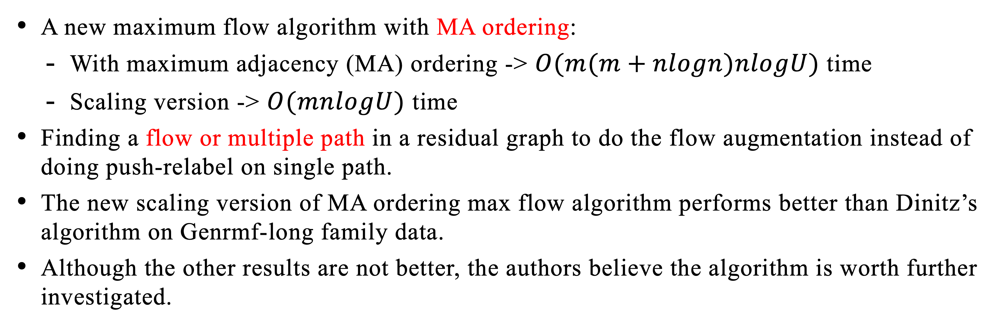 • A new maximum flow algorithm with MA ordering:
- With maximum adjacency (MA) ordering -> O(m(m + nlogn)nlogU) time
- Scaling version -> O(mnlogU) time
• Finding a flow or multiple path in a residual graph to do the flow augmentation instead of
doing push-relabel on single path.
• The new scaling version of MA ordering max flow algorithm performs better than Dinitz’s
algorithm on Genrmf-long family data.
• Although the other results are not better, the authors believe the algorithm is worth further
investigated.